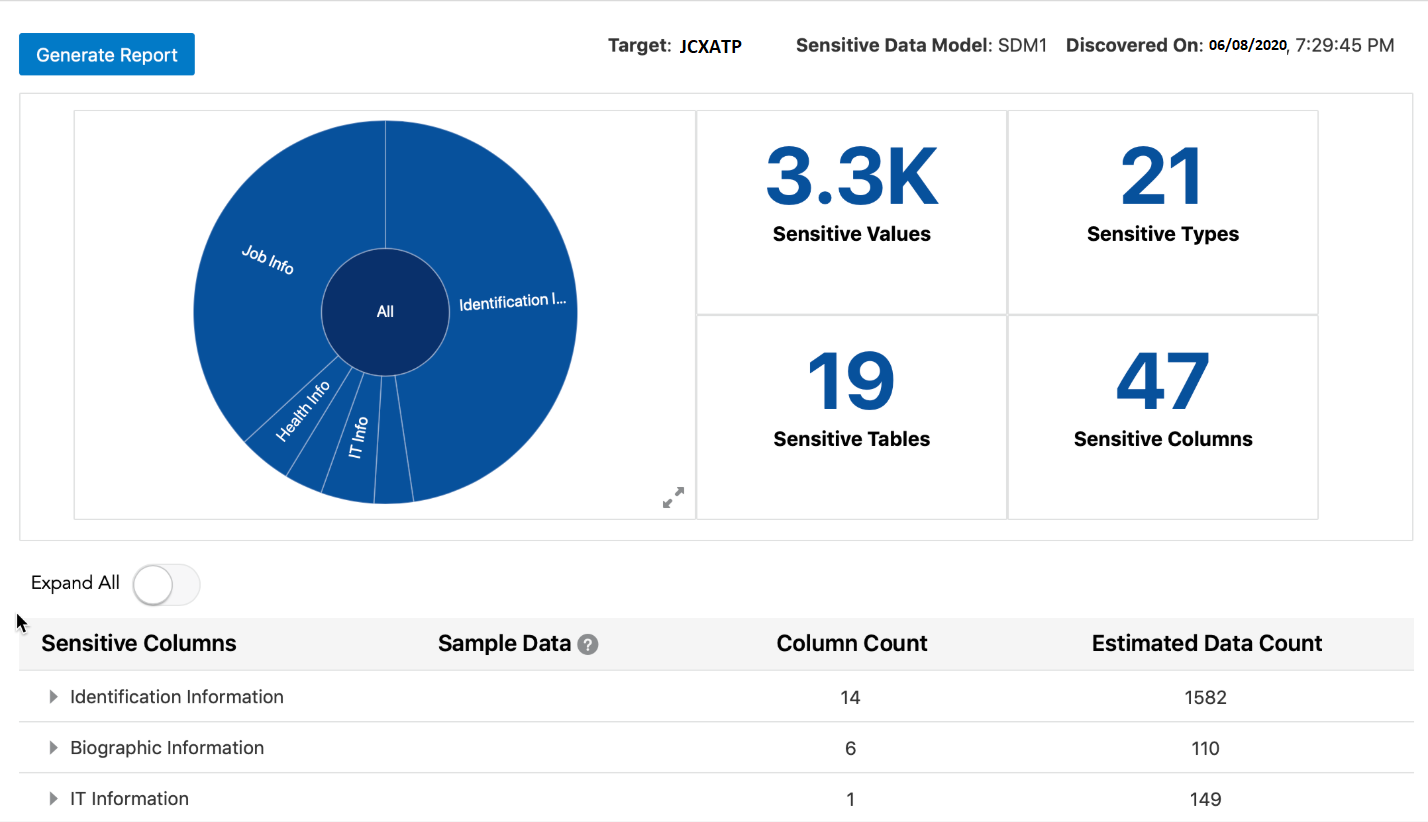 Generate Report
Target: JCXATP Sensitive Data Model: SDM1 Discovered On: 06/08/2020, 7:29:45 PM
Job Info
All
Identification I...
Health Info
IT Info
3.3K
Sensitive Values
21
Sensitive Types
19
Sensitive Tables
47
Sensitive Columns
Expand All
Sensitive Columns Sample Data ? Column Count Estimated Data Count
Identification Information 14 1582
Biographic Information 6 110
IT Information 1 149